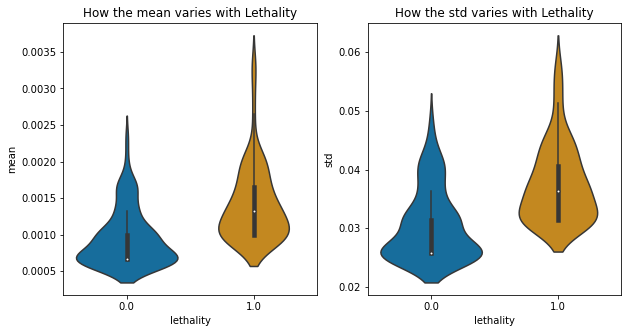 How the mean varies with Lethality
How the std varies with Lethality
mean
0.0035
0.0030
0.0025
0.0020
0.0015
0.0010
0.0005
0.0
1.0
lethality
std
0.06
0.05
0.04
0.03
0.02
0.0
1.0
lethality